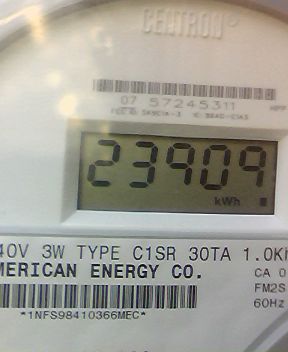 CENTRON
07 57245311
23909
kWh
40V 3W TYPE C1SR 30TA 1.0Kh
MERICAN ENERGY CO.
CA 0
FM2S
60Hz
*1NFS98410366MEC*